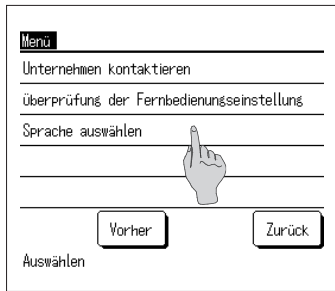 Menü
Unternehmen kontaktieren
überprüfung der Fernbedienungseinstellung
Sprache auswählen
Vorher
Zurück
Auswählen